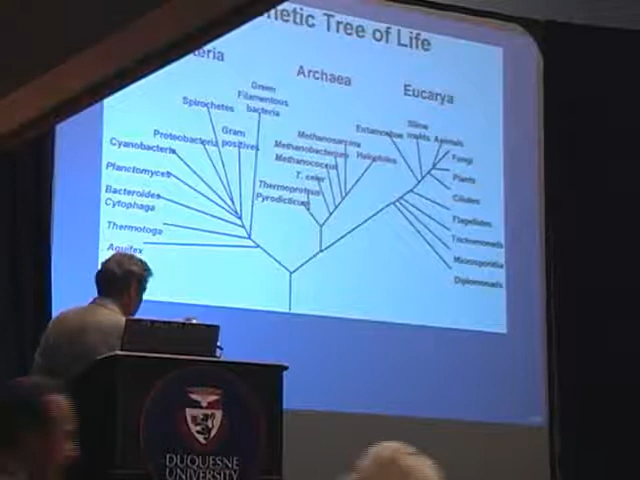 netic Tree of Life
teria
Archaea
Eucarya
Green
Filamentous
bacteria
Spirochetes
Gram
positives
Proteobacteria
Cyanobacteria
Planctomyces
Bacteroides
Cytophaga
Thermotoga
Aquifex
Methanosarcina
Methanobacterium
Methanococcus
Halophiles
T. celer
Thermoproteus
Pyrodicticum
Entamoebae
Slime
molds
Animals
Fungi
Plants
Ciliates
Flagellates
Trichomonads
Microsporidia
Diplomonads
DUQUESNE
UNIVERSITY